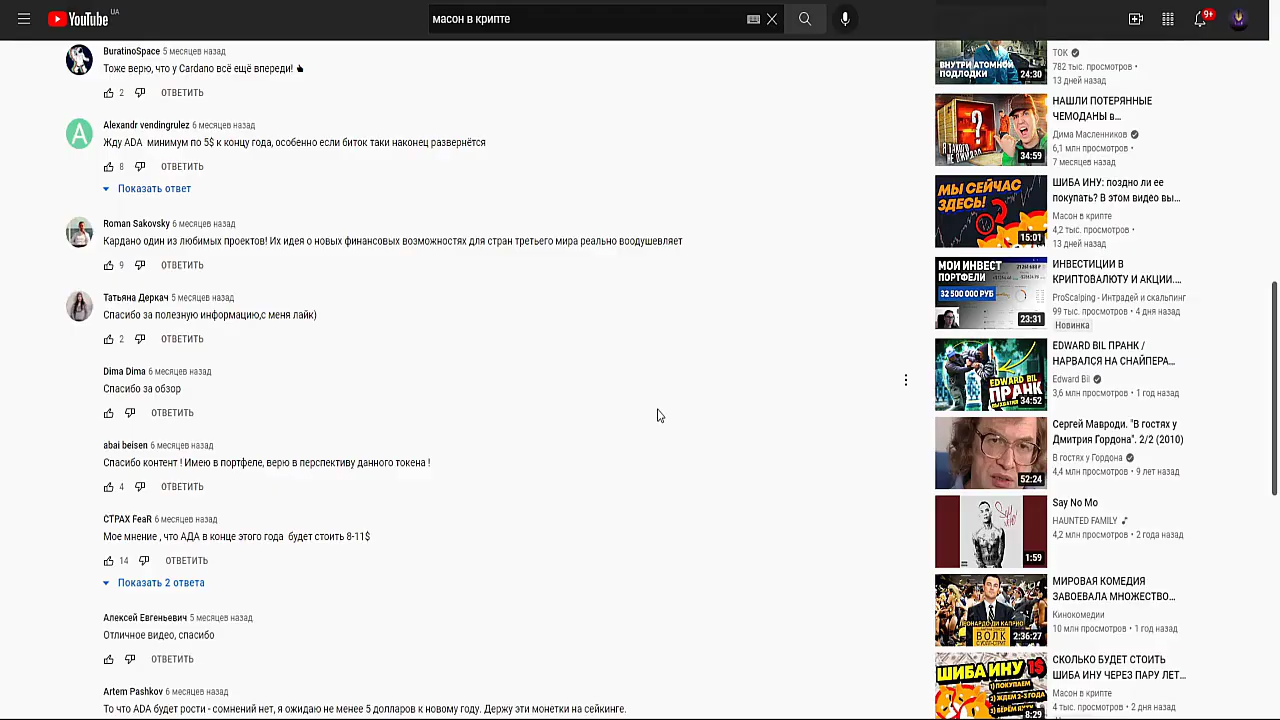 YouTube UA
масон в крипте
9+
BuratinoSpace 5 месяцев назад
Тоже верю, что у Cardano всё ещё впереди!
2 ОТВЕТИТЬ
Alexandr vendingrulez 6 месяцев назад
A
Жду ADA минимум по 5$ к концу года, особенно если биток таки наконец развернётся
8 ОТВЕТИТЬ
Показать ответ
Roman Sakovsky 6 месяцев назад
Кардано один из любимых проектов! Их идея о новых финансовых возможностях для стран третьего мира реально воодушевляет
9 ОТВЕТИТЬ
Татьяна Деркач 5 месяцев назад
Спасибо за полезную информацию,с меня лайк)
2 ОТВЕТИТЬ
Dima Dima 6 месяцев назад
Спасибо за обзор
ОТВЕТИТЬ
abai beisen 6 месяцев назад
Спасибо контент ! Имею в портфеле, верю в перспективу данного токена !
4 ОТВЕТИТЬ
СТРАХ FeaR 6 месяцев назад
Мое мнение , что АДА в конце этого года будет стоить 8-11$
14 ОТВЕТИТЬ
Показать 2 ответа
Алексей Евгеньевич 5 месяцев назад
Отличное видео, спасибо
ОТВЕТИТЬ
Artem Pashkov 6 месяцев назад
То что ADA будет рости - сомнений нет. 5 долларов к новому году. Держу эти монетки на сейкинге.
ВНУТРИ АТОМНОЙ
ПОДЛОДКИ
24:30
ТОК
782 тыс. просмотров •
13 дней назад
?
Я ТАКОГО
НЕ ОЖИДАЛ
34:59
НАШЛИ ПОТЕРЯННЫЕ
ЧЕМОДАНЫ в...
Дима Масленников
6,1 млн просмотров •
7 месяцев назад
МЫ СЕЙЧАС
ЗДЕСЬ!
15:01
ШИБА ИНУ: поздно ли ее
покупать? В этом видео вы...
Масон в крипте
4,2 тыс. просмотров •
13 дней назад
МОИ ИНВЕСТ
ПОРТФЕЛИ
32 500 000 РУБ
23:31
ИНВЕСТИЦИИ В
КРИПТОВАЛЮТУ И АКЦИИ....
ProScalping - Интрадей и скальпинг
99 тыс. просмотров • 4 дня назад
Новинка
EDWARD BIL
ПРАНК
34:52
EDWARD BIL ПРАНК /
НАРВАЛСЯ НА СНАЙПЕРА...
Edward Bil
3,6 млн просмотров • 1 год назад
52:24
Сергей Мавроди. "В гостях у
Дмитрия Гордона". 2/2 (2010)
В гостях у Гордона
4,4 млн просмотров • 9 лет назад
1:59
Say No Mo
HAUNTED FAMILY
4,2 млн просмотров • 2 года назад
ЛЕОНАРДО ДИ КАПРИО
ВОЛК
С УОЛЛ-СТРИТ
2:36:27
МИРОВАЯ КОМЕДИЯ
ЗАВОЕВАЛА МНОЖЕСТВО...
Кинокомедии
10 млн просмотров • 1 год назад
ШИБА ИНУ 1$
1) ПОКУПАЕМ
2) ЖДЕМ 2-3 ГОДА
8:29
СКОЛЬКО БУДЕТ СТОИТЬ
ШИБА ИНУ ЧЕРЕЗ ПАРУ ЛЕТ...
Масон в крипте
4 тыс. просмотров • 2 дня назад